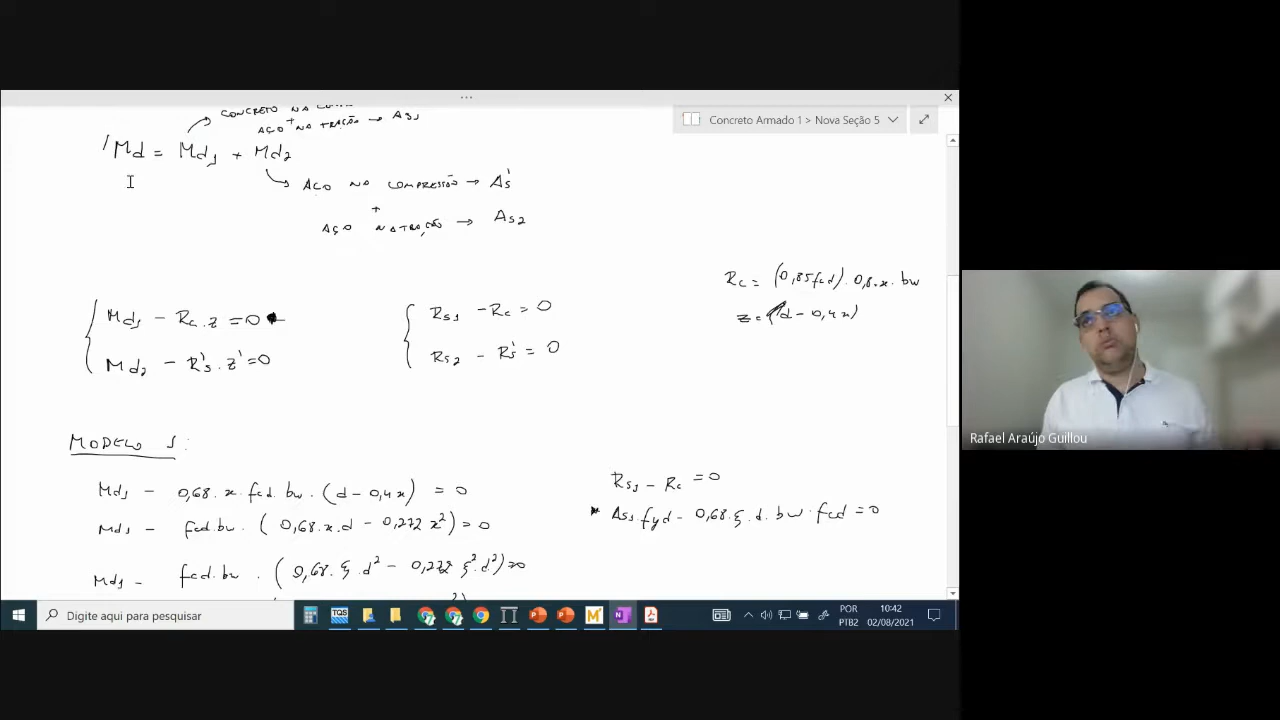 CONCRETO NA
+
AÇO NA TRAÇÃO → As1
Md = Md1 + Md2
AÇO NA COMPRESSÃO → As'
+
AÇO NA TRAÇÃO → As2
Concreto Armado 1 > Nova Seção 5
Rc = (0,85fcd).0,8.x.bw
z = (d - 0,4x)
Md1 - Rc.z = 0
Md2 - R's.z' = 0
Rs1 - Rc = 0
Rs2 - R's = 0
MODELO 1:
Md1 - 0,68.x.fcd.bw.(d - 0,4x) = 0
Md1 - fcd.bw.(0,68.x.d - 0,272 x²) = 0
Md1 - fcd.bw.(0,68.ξ.d² - 0,272 ξ².d²) = 0
Rs1 - Rc = 0
As1 fyd - 0,68.ξ.d.bw.fcd = 0
Rafael Araújo Guillou
Digite aqui para pesquisar
TQS
POR
PTB2
10:42
02/08/2021